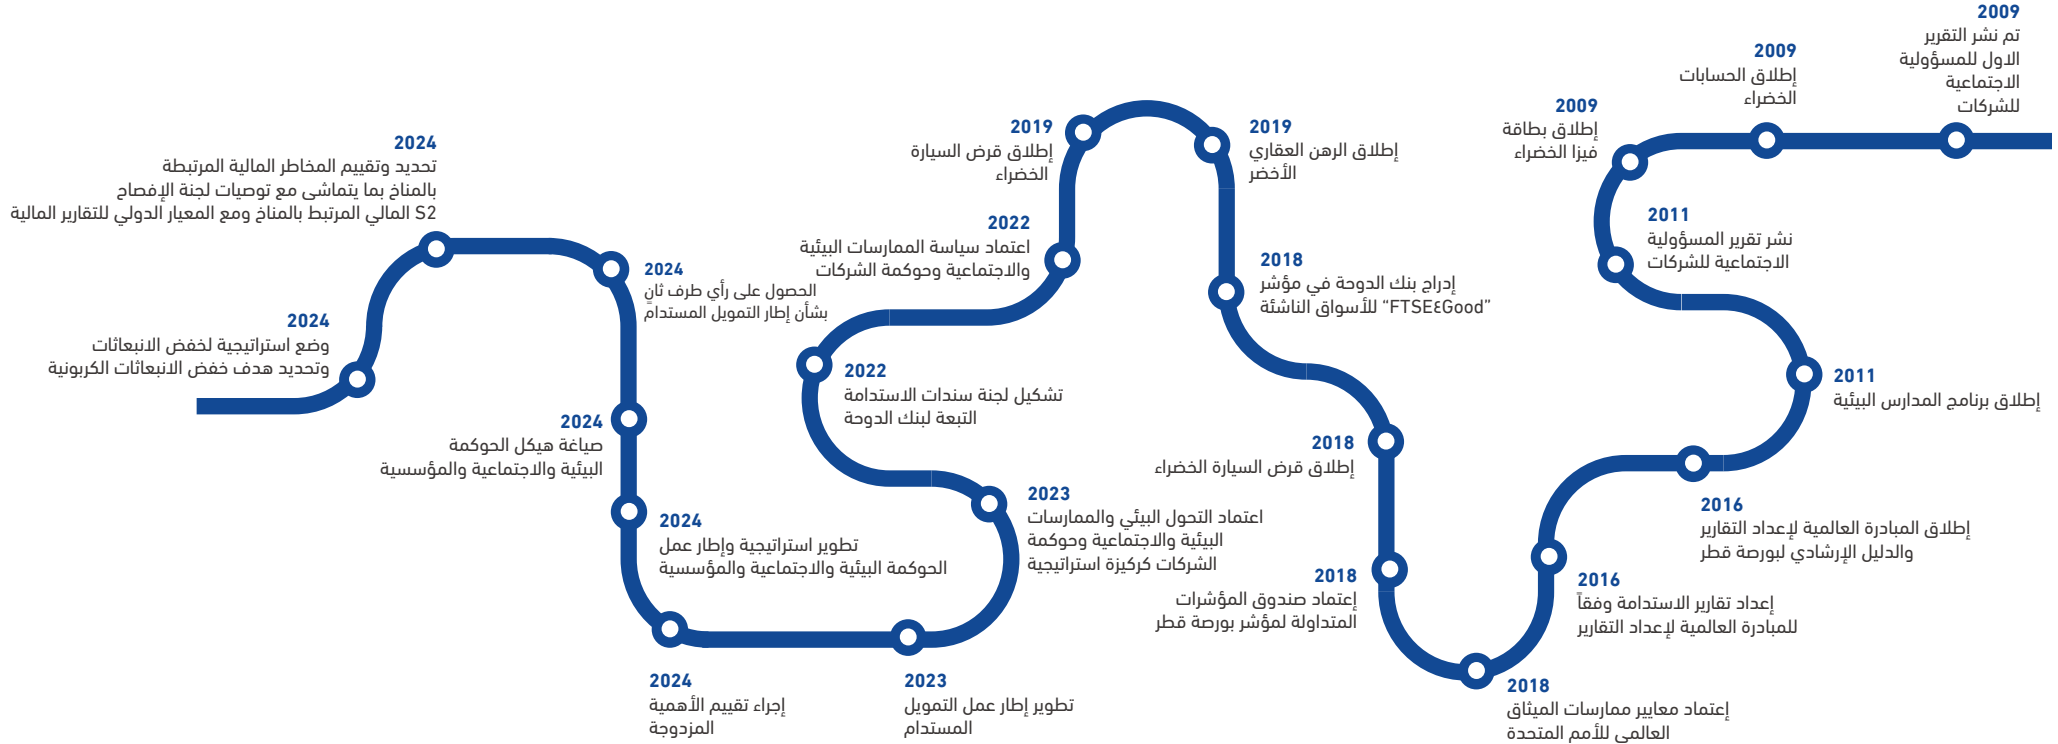 2009
تم نشر التقرير
الاول للمسؤولية
الاجتماعية
للشركات
2009
إطلاق الحسابات
الخضراء
2009
إطلاق بطاقة
فيزا الخضراء
2011
نشر تقرير المسؤولية
الاجتماعية للشركات
2011
إطلاق برنامج المدارس البيئية
2016
إطلاق المبادرة العالمية لإعداد التقارير
والدليل الإرشادي لبورصة قطر
2016
إعداد تقارير الاستدامة وفقاً
للمبادرة العالمية لإعداد التقارير
2018
إعتماد معايير ممارسات الميثاق
العالمي للأمم المتحدة
2018
إعتماد صندوق المؤشرات
المتداولة لمؤشر بورصة قطر
2018
إطلاق قرض السيارة الخضراء
2018
إدراج بنك الدوحة في مؤشر
“FTSE٤Good” للأسواق الناشئة
2019
إطلاق الرهن العقاري
الأخضر
2019
إطلاق قرض السيارة
الخضراء
2022
اعتماد سياسة الممارسات البيئية
والاجتماعية وحوكمة الشركات
2022
تشكيل لجنة سندات الاستدامة
التبعة لبنك الدوحة
2023
اعتماد التحول البيئي والممارسات
البيئية والاجتماعية وحوكمة
الشركات كركيزة استراتيجية
2023
تطوير إطار عمل التمويل
المستدام
2024
إجراء تقييم الأهمية
المزدوجة
2024
تطوير استراتيجية وإطار عمل
الحوكمة البيئية والاجتماعية والمؤسسية
2024
صياغة هيكل الحوكمة
البيئية والاجتماعية والمؤسسية
2024
الحصول على رأي طرف ثانٍ
بشأن إطار التمويل المستدام
2024
تحديد وتقييم المخاطر المالية المرتبطة
بالمناخ بما يتماشى مع توصيات لجنة الإفصاح
S2 المالي المرتبط بالمناخ ومع المعيار الدولي للتقارير المالية
2024
وضع استراتيجية لخفض الانبعاثات
وتحديد هدف خفض الانبعاثات الكربونية